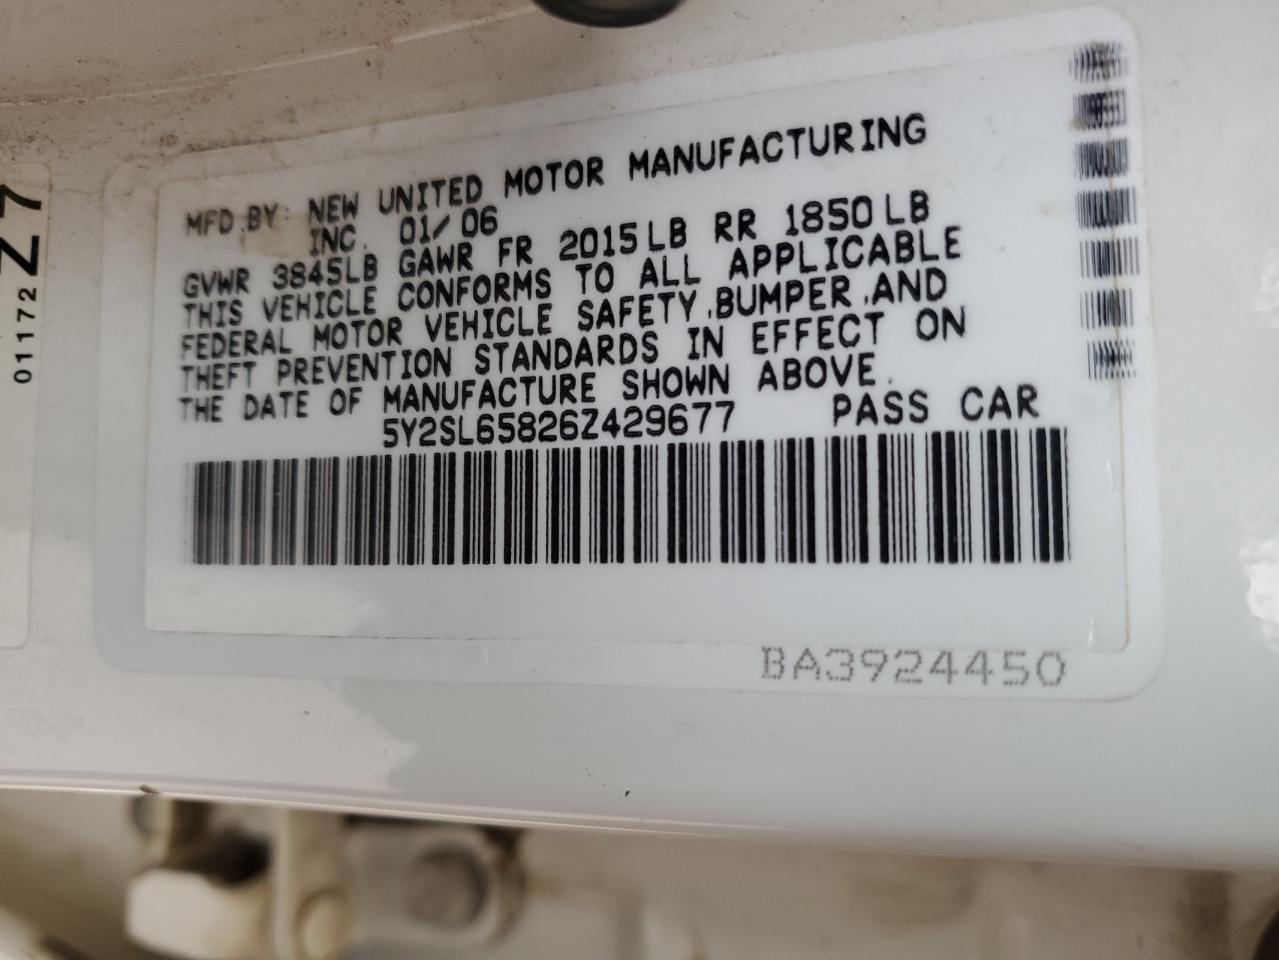 MFD.BY: NEW UNITED MOTOR MANUFACTURING
INC. 01/06
GVWR 3845LB GAWR FR 2015LB RR 1850LB
THIS VEHICLE CONFORMS TO ALL APPLICABLE
FEDERAL MOTOR VEHICLE SAFETY,BUMPER,AND
THEFT PREVENTION STANDARDS IN EFFECT ON
THE DATE OF MANUFACTURE SHOWN ABOVE.
5Y2SL65826Z429677 PASS CAR
BA3924450
Z7
01172